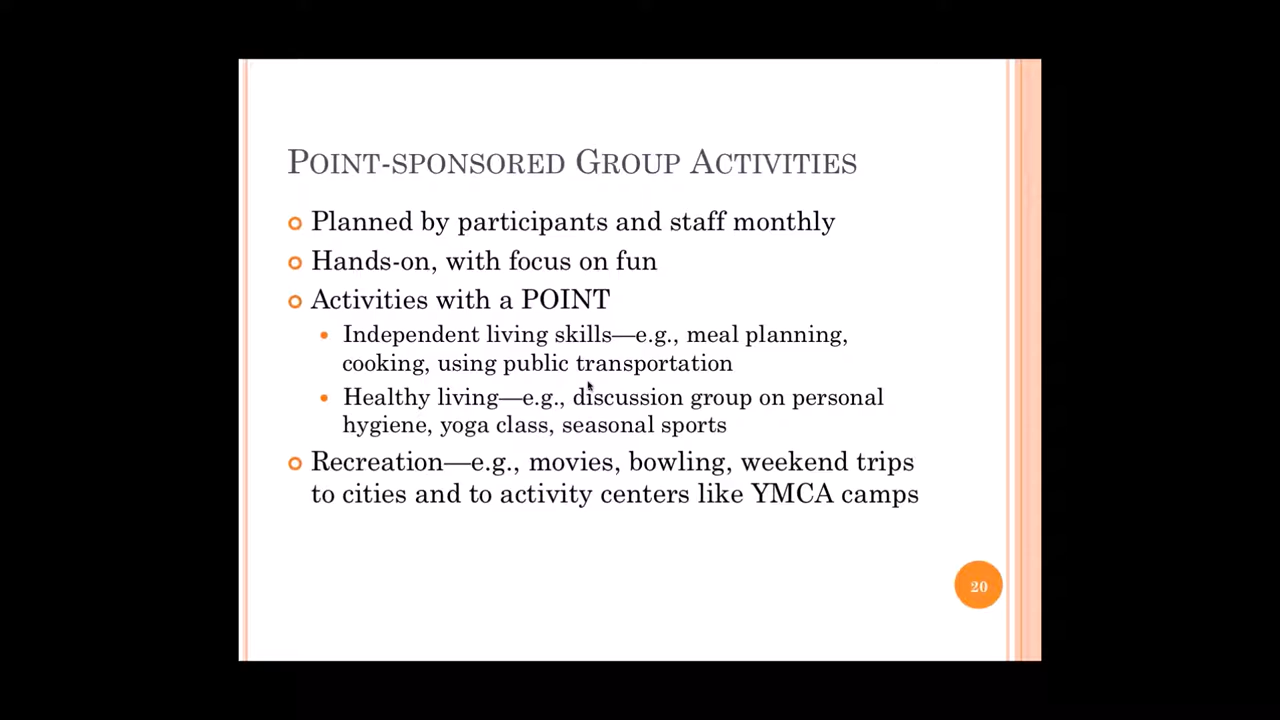 POINT-SPONSORED GROUP ACTIVITIES
Planned by participants and staff monthly
Hands-on, with focus on fun
Activities with a POINT
Independent living skills—e.g., meal planning,
cooking, using public transportation
Healthy living—e.g., discussion group on personal
hygiene, yoga class, seasonal sports
Recreation—e.g., movies, bowling, weekend trips
to cities and to activity centers like YMCA camps
20